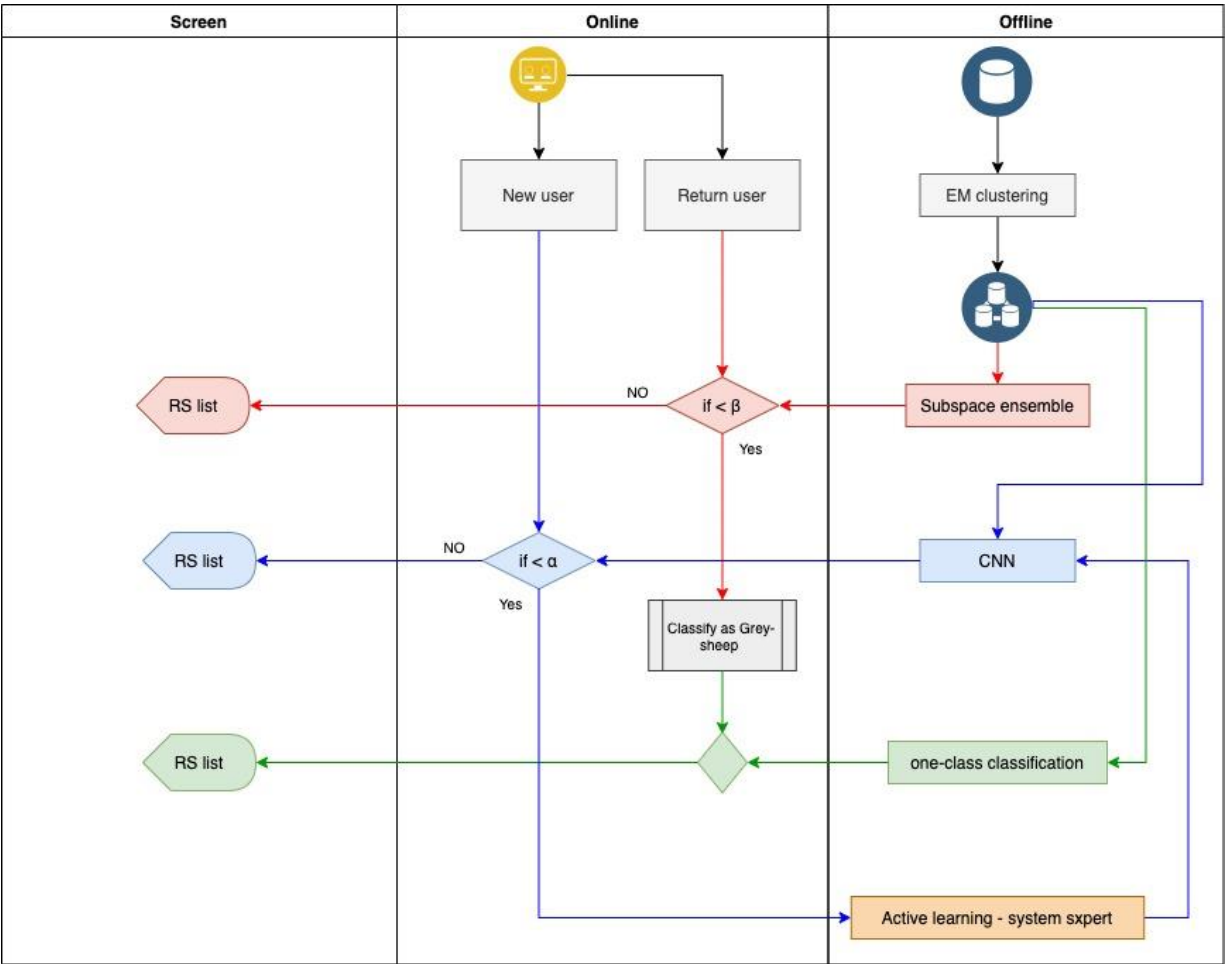 Screen
Online
Offline
New user
Return user
EM clustering
NO
RS list
if < β
Subspace ensemble
Yes
NO
RS list
if < α
CNN
Yes
Classify as Grey-
sheep
RS list
one-class classification
Active learning - system sxpert